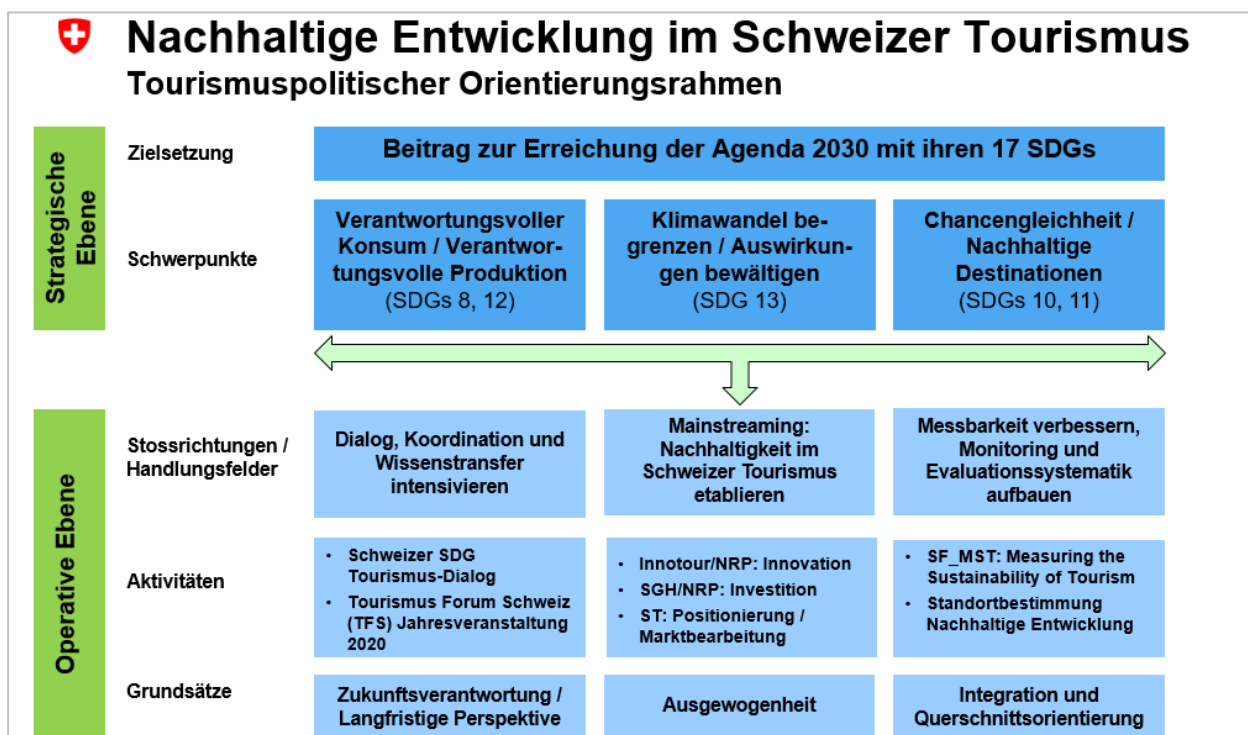 Nachhaltige Entwicklung im Schweizer Tourismus
Tourismuspolitischer Orientierungsrahmen
Strategische
Ebene
Zielsetzung
Beitrag zur Erreichung der Agenda 2030 mit ihren 17 SDGs
Schwerpunkte
Verantwortungsvoller
Konsum / Verantwor-
tungsvolle Produktion
(SDGs 8, 12)
Klimawandel be-
grenzen / Auswirkun-
gen bewältigen
(SDG 13)
Chancengleichheit /
Nachhaltige
Destinationen
(SDGs 10, 11)
Operative Ebene
Stossrichtungen /
Handlungsfelder
Dialog, Koordination und
Wissenstransfer
intensivieren
Mainstreaming:
Nachhaltigkeit im
Schweizer Tourismus
etablieren
Messbarkeit verbessern,
Monitoring und
Evaluationssystematik
aufbauen
Aktivitäten
• Schweizer SDG
Tourismus-Dialog
• Tourismus Forum Schweiz
(TFS) Jahresveranstaltung
2020
• Innotour/NRP: Innovation
• SGH/NRP: Investition
• ST: Positionierung /
Marktbearbeitung
• SF_MST: Measuring the
Sustainability of Tourism
• Standortbestimmung
Nachhaltige Entwicklung
Grundsätze
Zukunftsverantwortung /
Langfristige Perspektive
Ausgewogenheit
Integration und
Querschnittsorientierung